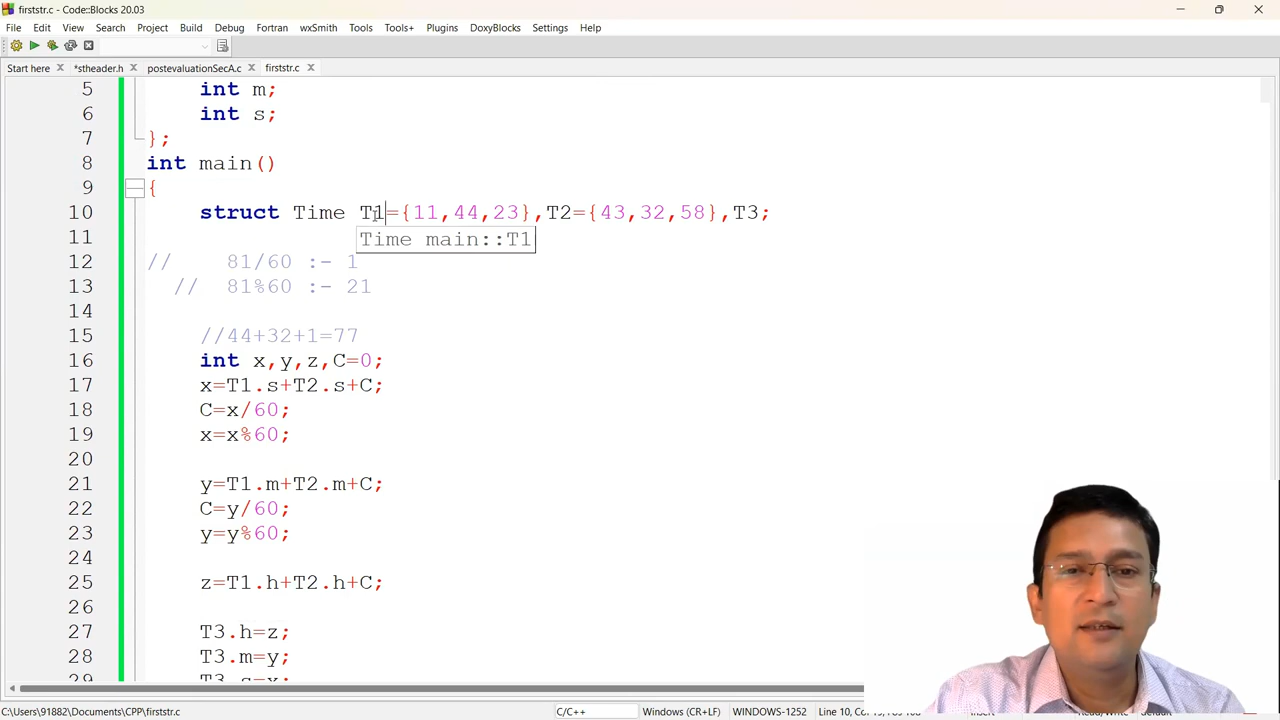 firststr.c - Code::Blocks 20.03
File Edit View Search Project Build Debug Fortran wxSmith Tools Tools+ Plugins DoxyBlocks Settings Help
Start here *stheader.h postevaluationSecA.c firststr.c
5 int m;
6 int s;
7 };
8 int main()
9 {
10 struct Time T1={11,44,23},T2={43,32,58},T3;
11 Time main::T1
12 // 81/60 :- 1
13 // 81%60 :- 21
14
15 //44+32+1=77
16 int x,y,z,C=0;
17 x=T1.s+T2.s+C;
18 C=x/60;
19 x=x%60;
20
21 y=T1.m+T2.m+C;
22 C=y/60;
23 y=y%60;
24
25 z=T1.h+T2.h+C;
26
27 T3.h=z;
28 T3.m=y;
29 T3.s=x;
C:\Users\91882\Documents\CPP\firststr.c C/C++ Windows (CR+LF) WINDOWS-1252